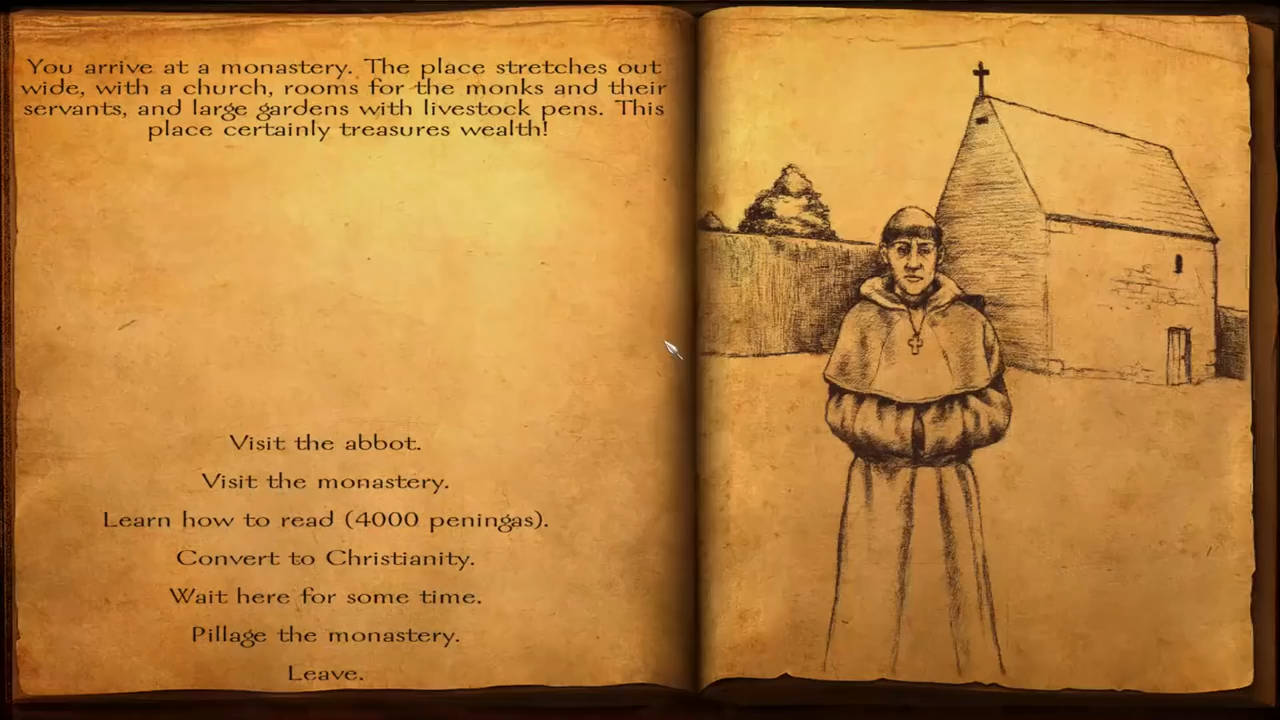 You arrive at a monastery. The place stretches out
wide, with a church, rooms for the monks and their
servants, and large gardens with livestock pens. This
place certainly treasures wealth!
Visit the abbot.
Visit the monastery.
Learn how to read (4000 peningas).
Convert to Christianity.
Wait here for some time.
Pillage the monastery.
Leave.